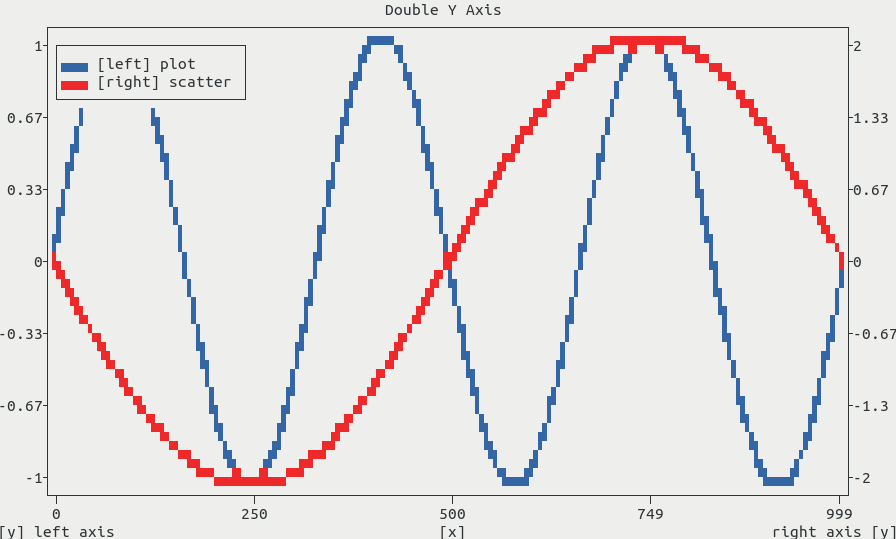 Double Y Axis
[left] plot
[right] scatter
1
0.67
0.33
0
-0.33
-0.67
-1
2
1.33
0.67
0
-0.67
-1.3
-2
0 250 500 749 999
[y] left axis [x] right axis [y]